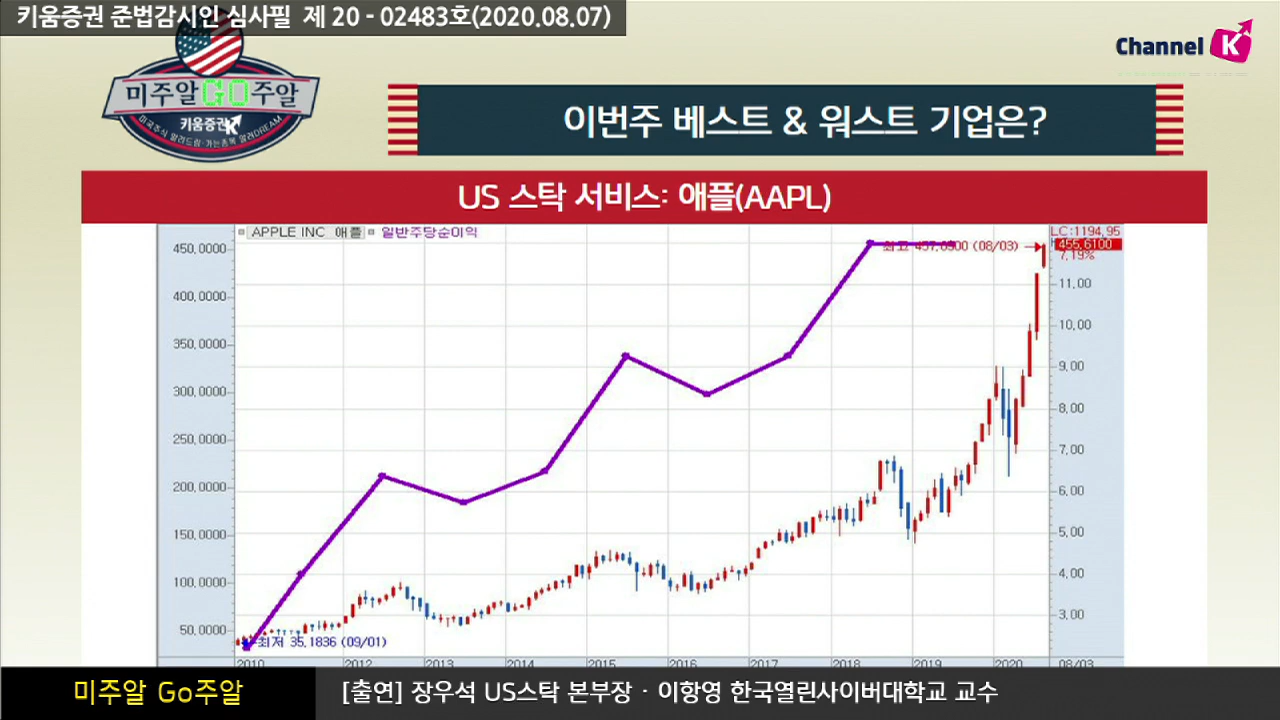 키움증권 준법감시인 심사필 제 20 - 02483호(2020.08.07)
Channel K
미주알GO주알
키움증권
이번주 베스트 & 워스트 기업은?
US 스탁 서비스: 애플(AAPL)
APPLE INC 애플 일반주당순이익
LC:1194,95
최고 457,6900 (08/03)
455,6100
7,19%
450,0000
400,0000
350,0000
300,0000
250,0000
200,0000
150,0000
100,0000
50,0000
11,00
10,00
9,00
8,00
7,00
6,00
5,00
4,00
3,00
최저 35,1836 (09/01)
2010 2012 2013 2014 2015 2016 2017 2018 2019 2020 08/03
미주알 Go주알
[출연] 장우석 US스탁 본부장 · 이항영 한국열린사이버대학교 교수